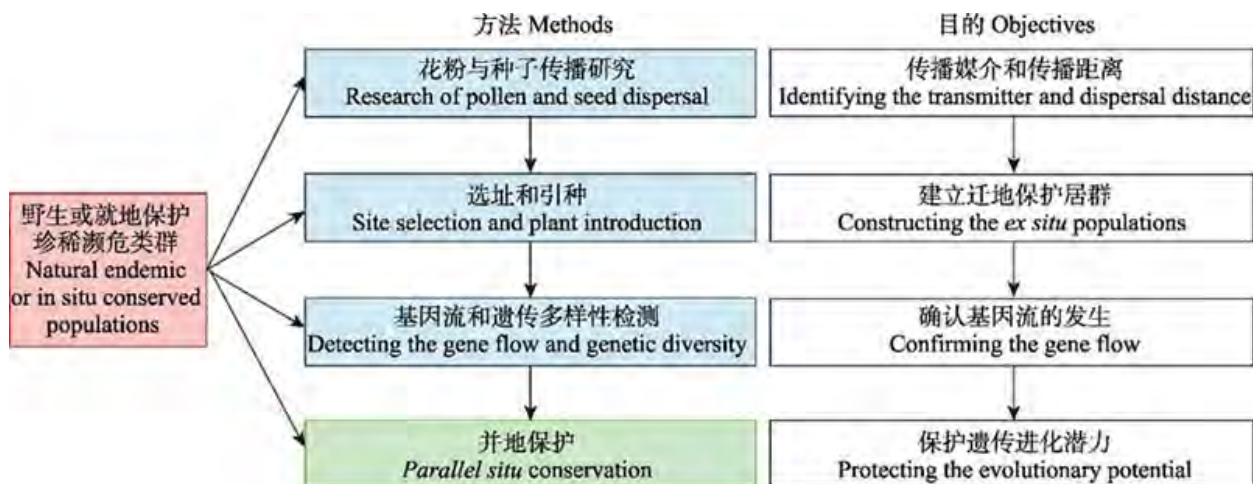 方法 Methods
目的 Objectives
花粉与种子传播研究
Research of pollen and seed dispersal
传播媒介和传播距离
Identifying the transmitter and dispersal distance
野生或就地保护
珍稀濒危类群
Natural endemic
or in situ conserved
populations
选址和引种
Site selection and plant introduction
建立迁地保护居群
Constructing the ex situ populations
基因流和遗传多样性检测
Detecting the gene flow and genetic diversity
确认基因流的发生
Confirming the gene flow
并地保护
Parallel situ conservation
保护遗传进化潜力
Protecting the evolutionary potential